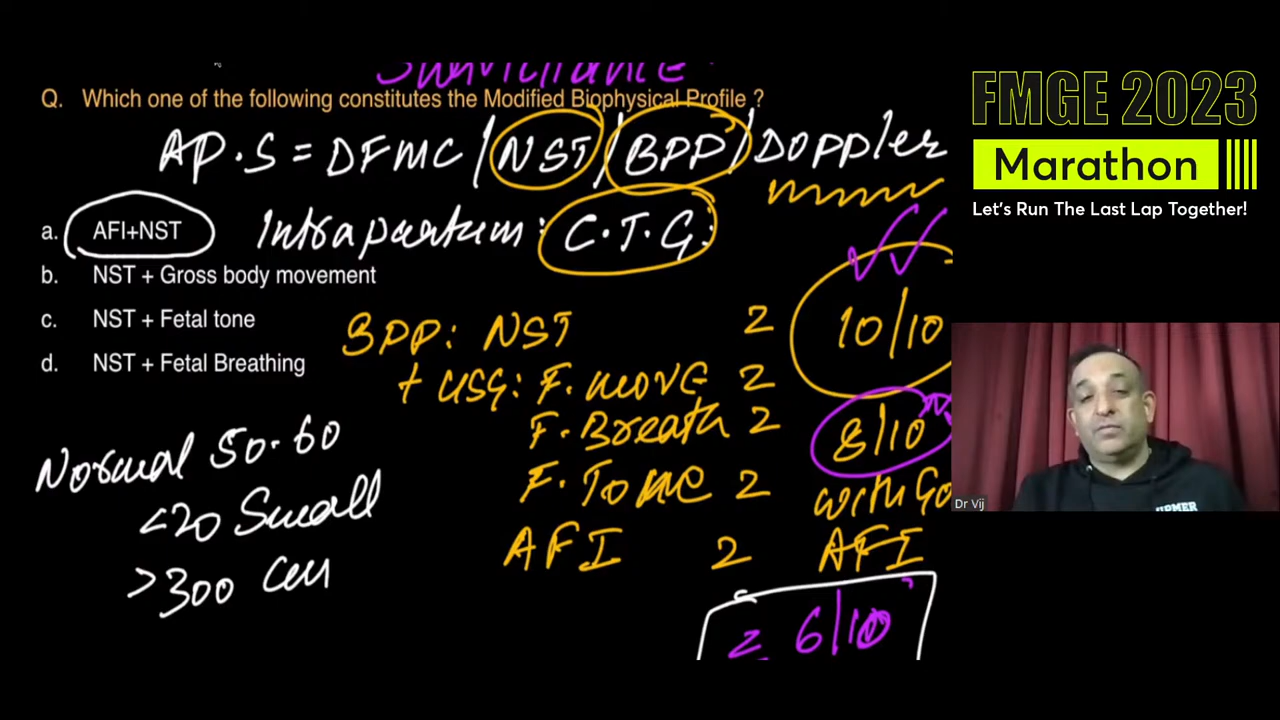 Surveillance
Q. Which one of the following constitutes the Modified Biophysical Profile ?
AP.S = DFMC / NST / BPP / Doppler
a. AFI+NST
Intrapartum: C.T.G.
b. NST + Gross body movement
c. NST + Fetal tone
d. NST + Fetal Breathing
BPP: NST 2
+ USG: F. move 2
F. Breath 2
F. Tone 2
AFI 2
10/10
8/10
with Go
AFI
6/10
Normal 50-60
<20 Small
>300
FMGE 2023
Marathon
Let's Run The Last Lap Together!
Dr Vij